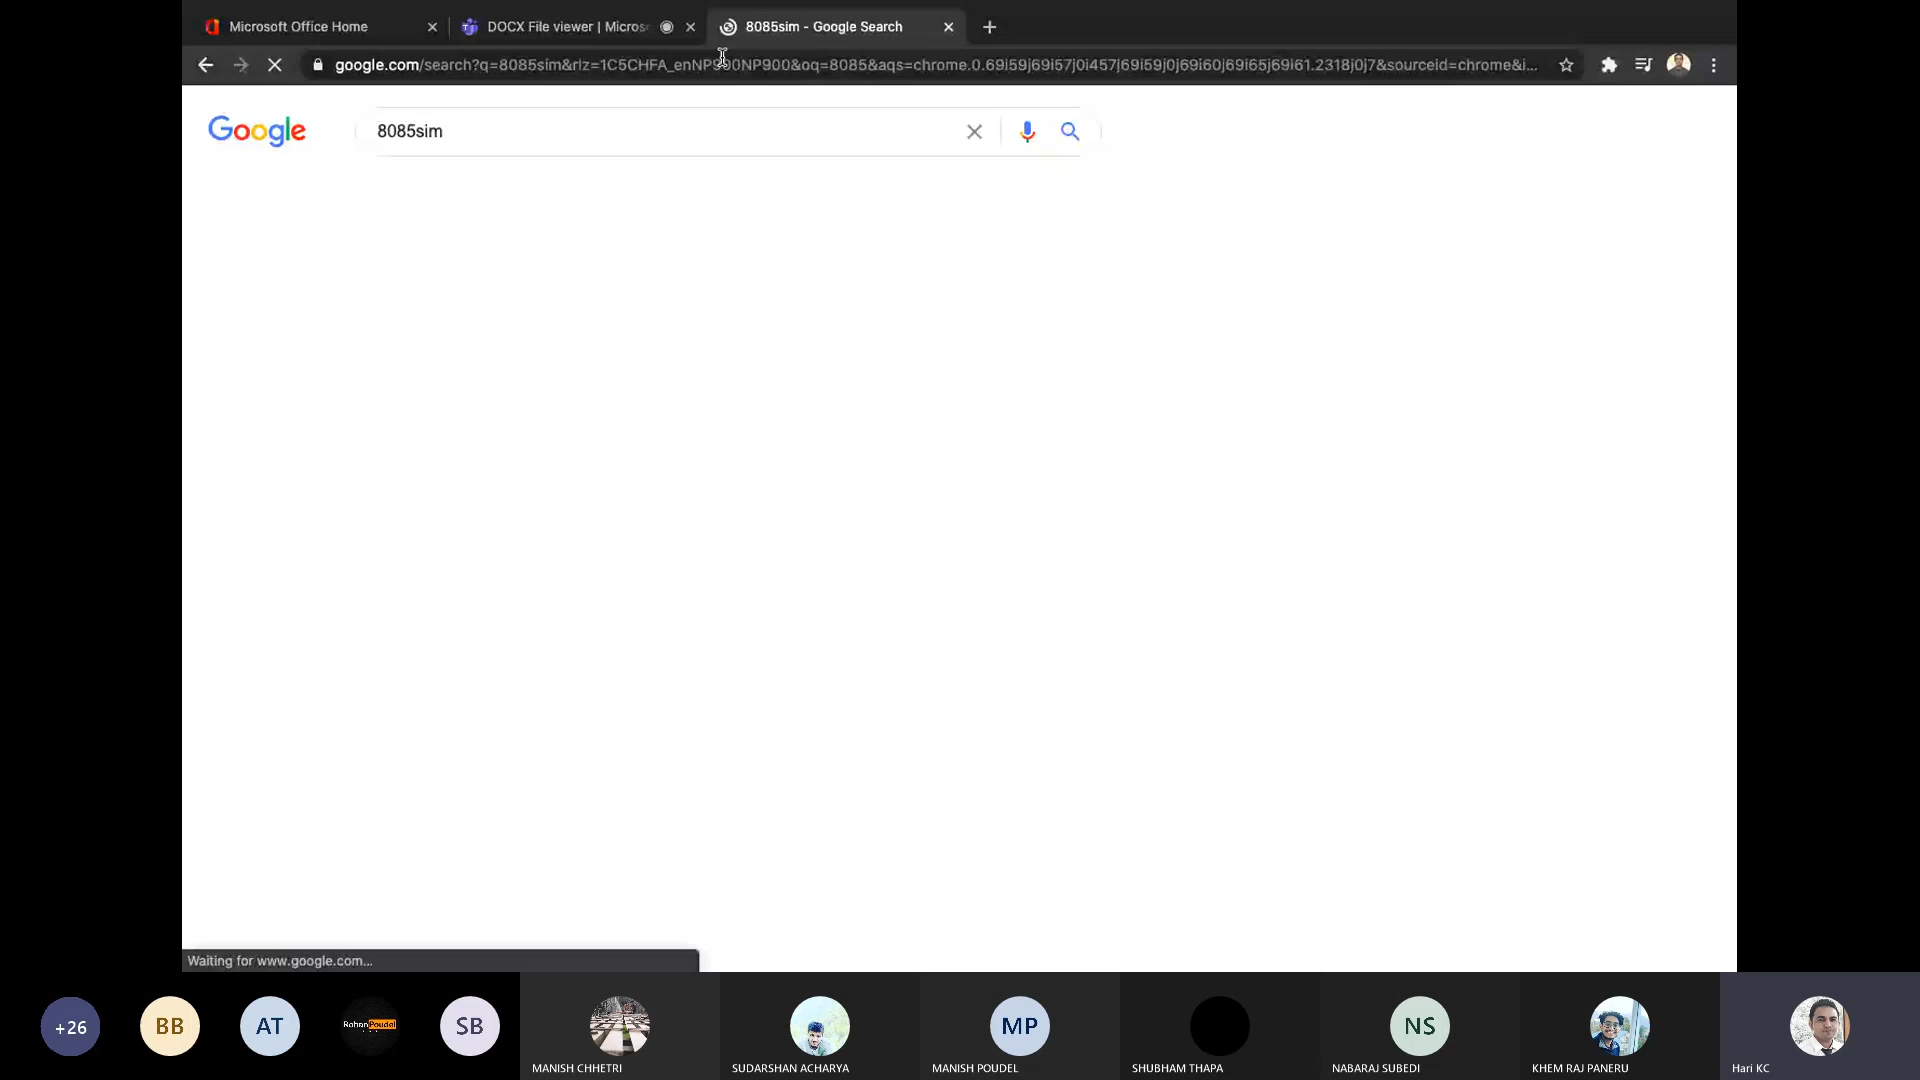 Microsoft Office Home
DOCX File viewer | Micros
8085sim - Google Search
google.com/search?q=8085sim&rlz=1C5CHFA_enNP900NP900&oq=8085&aqs=chrome.0.69i59j69i57j0i457j69i59j0j69i60j69i65j69i61.2318j0j7&sourceid=chrome&i...
Google
8085sim
Waiting for www.google.com...
+26
BB
AT
Rohan Poudel
SB
MP
NS
MANISH CHHETRI
SUDARSHAN ACHARYA
MANISH POUDEL
SHUBHAM THAPA
NABARAJ SUBEDI
KHEM RAJ PANERU
Hari KC